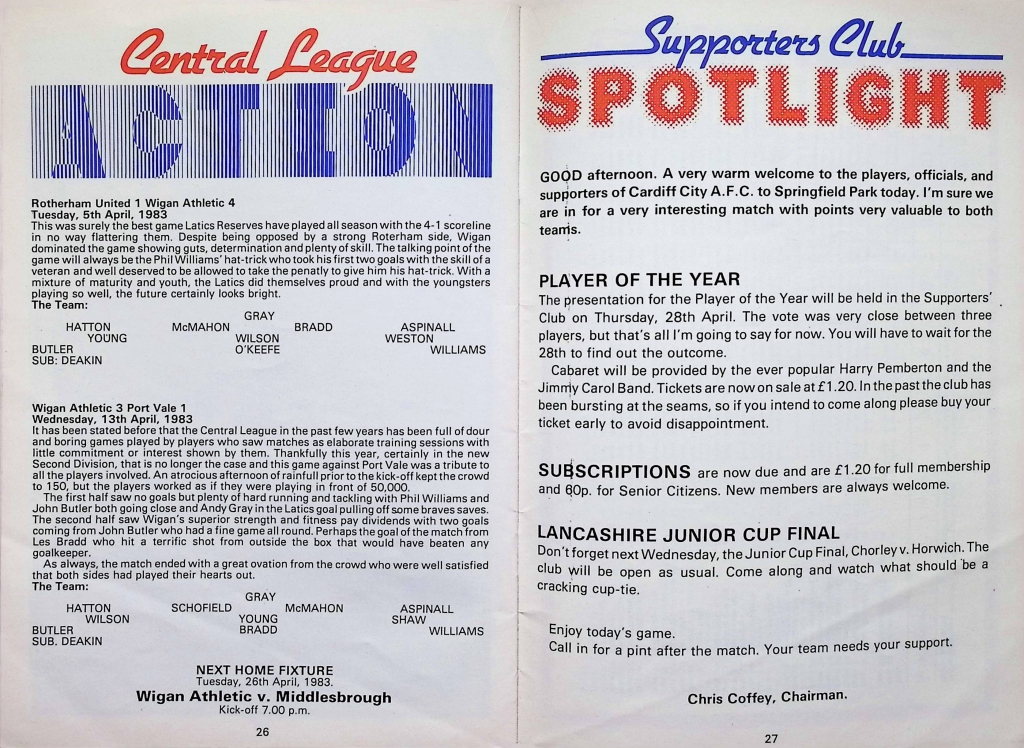 Central League
ACTION
Rotherham United 1 Wigan Athletic 4
Tuesday, 5th April, 1983
This was surely the best game Latics Reserves have played all season with the 4-1 scoreline
in no way flattering them. Despite being opposed by a strong Roterham side, Wigan
dominated the game showing guts, determination and plenty of skill. The talking point of the
game will always be the Phil Williams' hat-trick who took his first two goals with the skill of a
veteran and well deserved to be allowed to take the penatly to give him his hat-trick. With a
mixture of maturity and youth, the Latics did themselves proud and with the youngsters
playing so well, the future certainly looks bright.
The Team:
GRAY
HATTON McMAHON BRADD ASPINALL
YOUNG WILSON WESTON
BUTLER O'KEEFE WILLIAMS
SUB: DEAKIN
Wigan Athletic 3 Port Vale 1
Wednesday, 13th April, 1983
It has been stated before that the Central League in the past few years has been full of dour
and boring games played by players who saw matches as elaborate training sessions with
little commitment or interest shown by them. Thankfully this year, certainly in the new
Second Division, that is no longer the case and this game against Port Vale was a tribute to
all the players involved. An atrocious afternoon of rainfull prior to the kick-off kept the crowd
to 150, but the players worked as if they were playing in front of 50,000.
The first half saw no goals but plenty of hard running and tackling with Phil Williams and
John Butler both going close and Andy Gray in the Latics goal pulling off some braves saves.
The second half saw Wigan's superior strength and fitness pay dividends with two goals
coming from John Butler who had a fine game all round. Perhaps the goal of the match from
Les Bradd who hit a terrific shot from outside the box that would have beaten any
goalkeeper.
As always, the match ended with a great ovation from the crowd who were well satisfied
that both sides had played their hearts out.
The Team:
GRAY
HATTON SCHOFIELD McMAHON ASPINALL
WILSON YOUNG SHAW
BUTLER BRADD WILLIAMS
SUB. DEAKIN
NEXT HOME FIXTURE
Tuesday, 26th April, 1983.
Wigan Athletic v. Middlesbrough
Kick-off 7.00 p.m.
26
Supporters Club
SPOTLIGHT
GOOD afternoon. A very warm welcome to the players, officials, and
supporters of Cardiff City A.F.C. to Springfield Park today. I'm sure we
are in for a very interesting match with points very valuable to both
teams.
PLAYER OF THE YEAR
The presentation for the Player of the Year will be held in the Supporters'
Club on Thursday, 28th April. The vote was very close between three
players, but that's all I'm going to say for now. You will have to wait for the
28th to find out the outcome.
Cabaret will be provided by the ever popular Harry Pemberton and the
Jimmy Carol Band. Tickets are now on sale at £1.20. In the past the club has
been bursting at the seams, so if you intend to come along please buy your
ticket early to avoid disappointment.
SUBSCRIPTIONS are now due and are £1.20 for full membership
and 60p. for Senior Citizens. New members are always welcome.
LANCASHIRE JUNIOR CUP FINAL
Don't forget next Wednesday, the Junior Cup Final, Chorley v. Horwich. The
club will be open as usual. Come along and watch what should be a
cracking cup-tie.
Enjoy today's game.
Call in for a pint after the match. Your team needs your support.
Chris Coffey, Chairman.
27